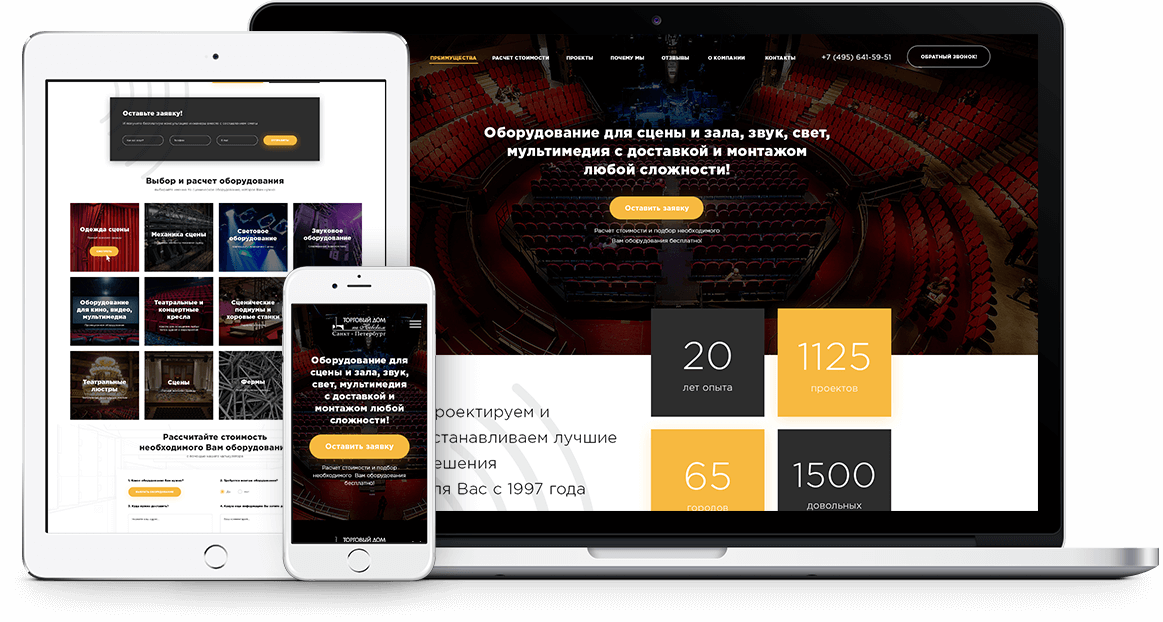 ПРЕИМУЩЕСТВА
РАСЧЕТ СТОИМОСТИ
ПРОЕКТЫ
ПОЧЕМУ МЫ
ОТЗЫВЫ
О КОМПАНИИ
КОНТАКТЫ
+7 (495) 641-59-51
ОБРАТНЫЙ ЗВОНОК!
Оборудование для сцены и зала, звук, свет,
мультимедия с доставкой и монтажом
любой сложности!
Оставить заявку
Расчет стоимости и подбор необходимого
Вам оборудования бесплатно!
20
лет опыта
1125
проектов
65
городов
1500
довольных
роектируем и
станавливаем лучшие
ешения
ля Вас с 1997 года
Оставьте заявку!
Выбор и расчет оборудования
Одежда сцены
Механика сцены
Световое
оборудование
Звуковое
оборудование
Оборудование
для кино, видео,
мультимедиа
Театральные и
концертные
кресла
Сценические
подиумы и
хоровые станки
Театральные
люстры
Сцены
Фермы
Рассчитайте стоимость
необходимого Вам оборудовани
ТОРГОВЫЙ ДОМ
Санкт - Петербург
Оборудование для
сцены и зала, звук,
свет, мультимедия
с доставкой и
монтажом любой
сложности!
Оставить заявку
Расчет стоимости и подбор
необходимого Вам оборудования
бесплатно!
ТОРГОВЫЙ ДОМ